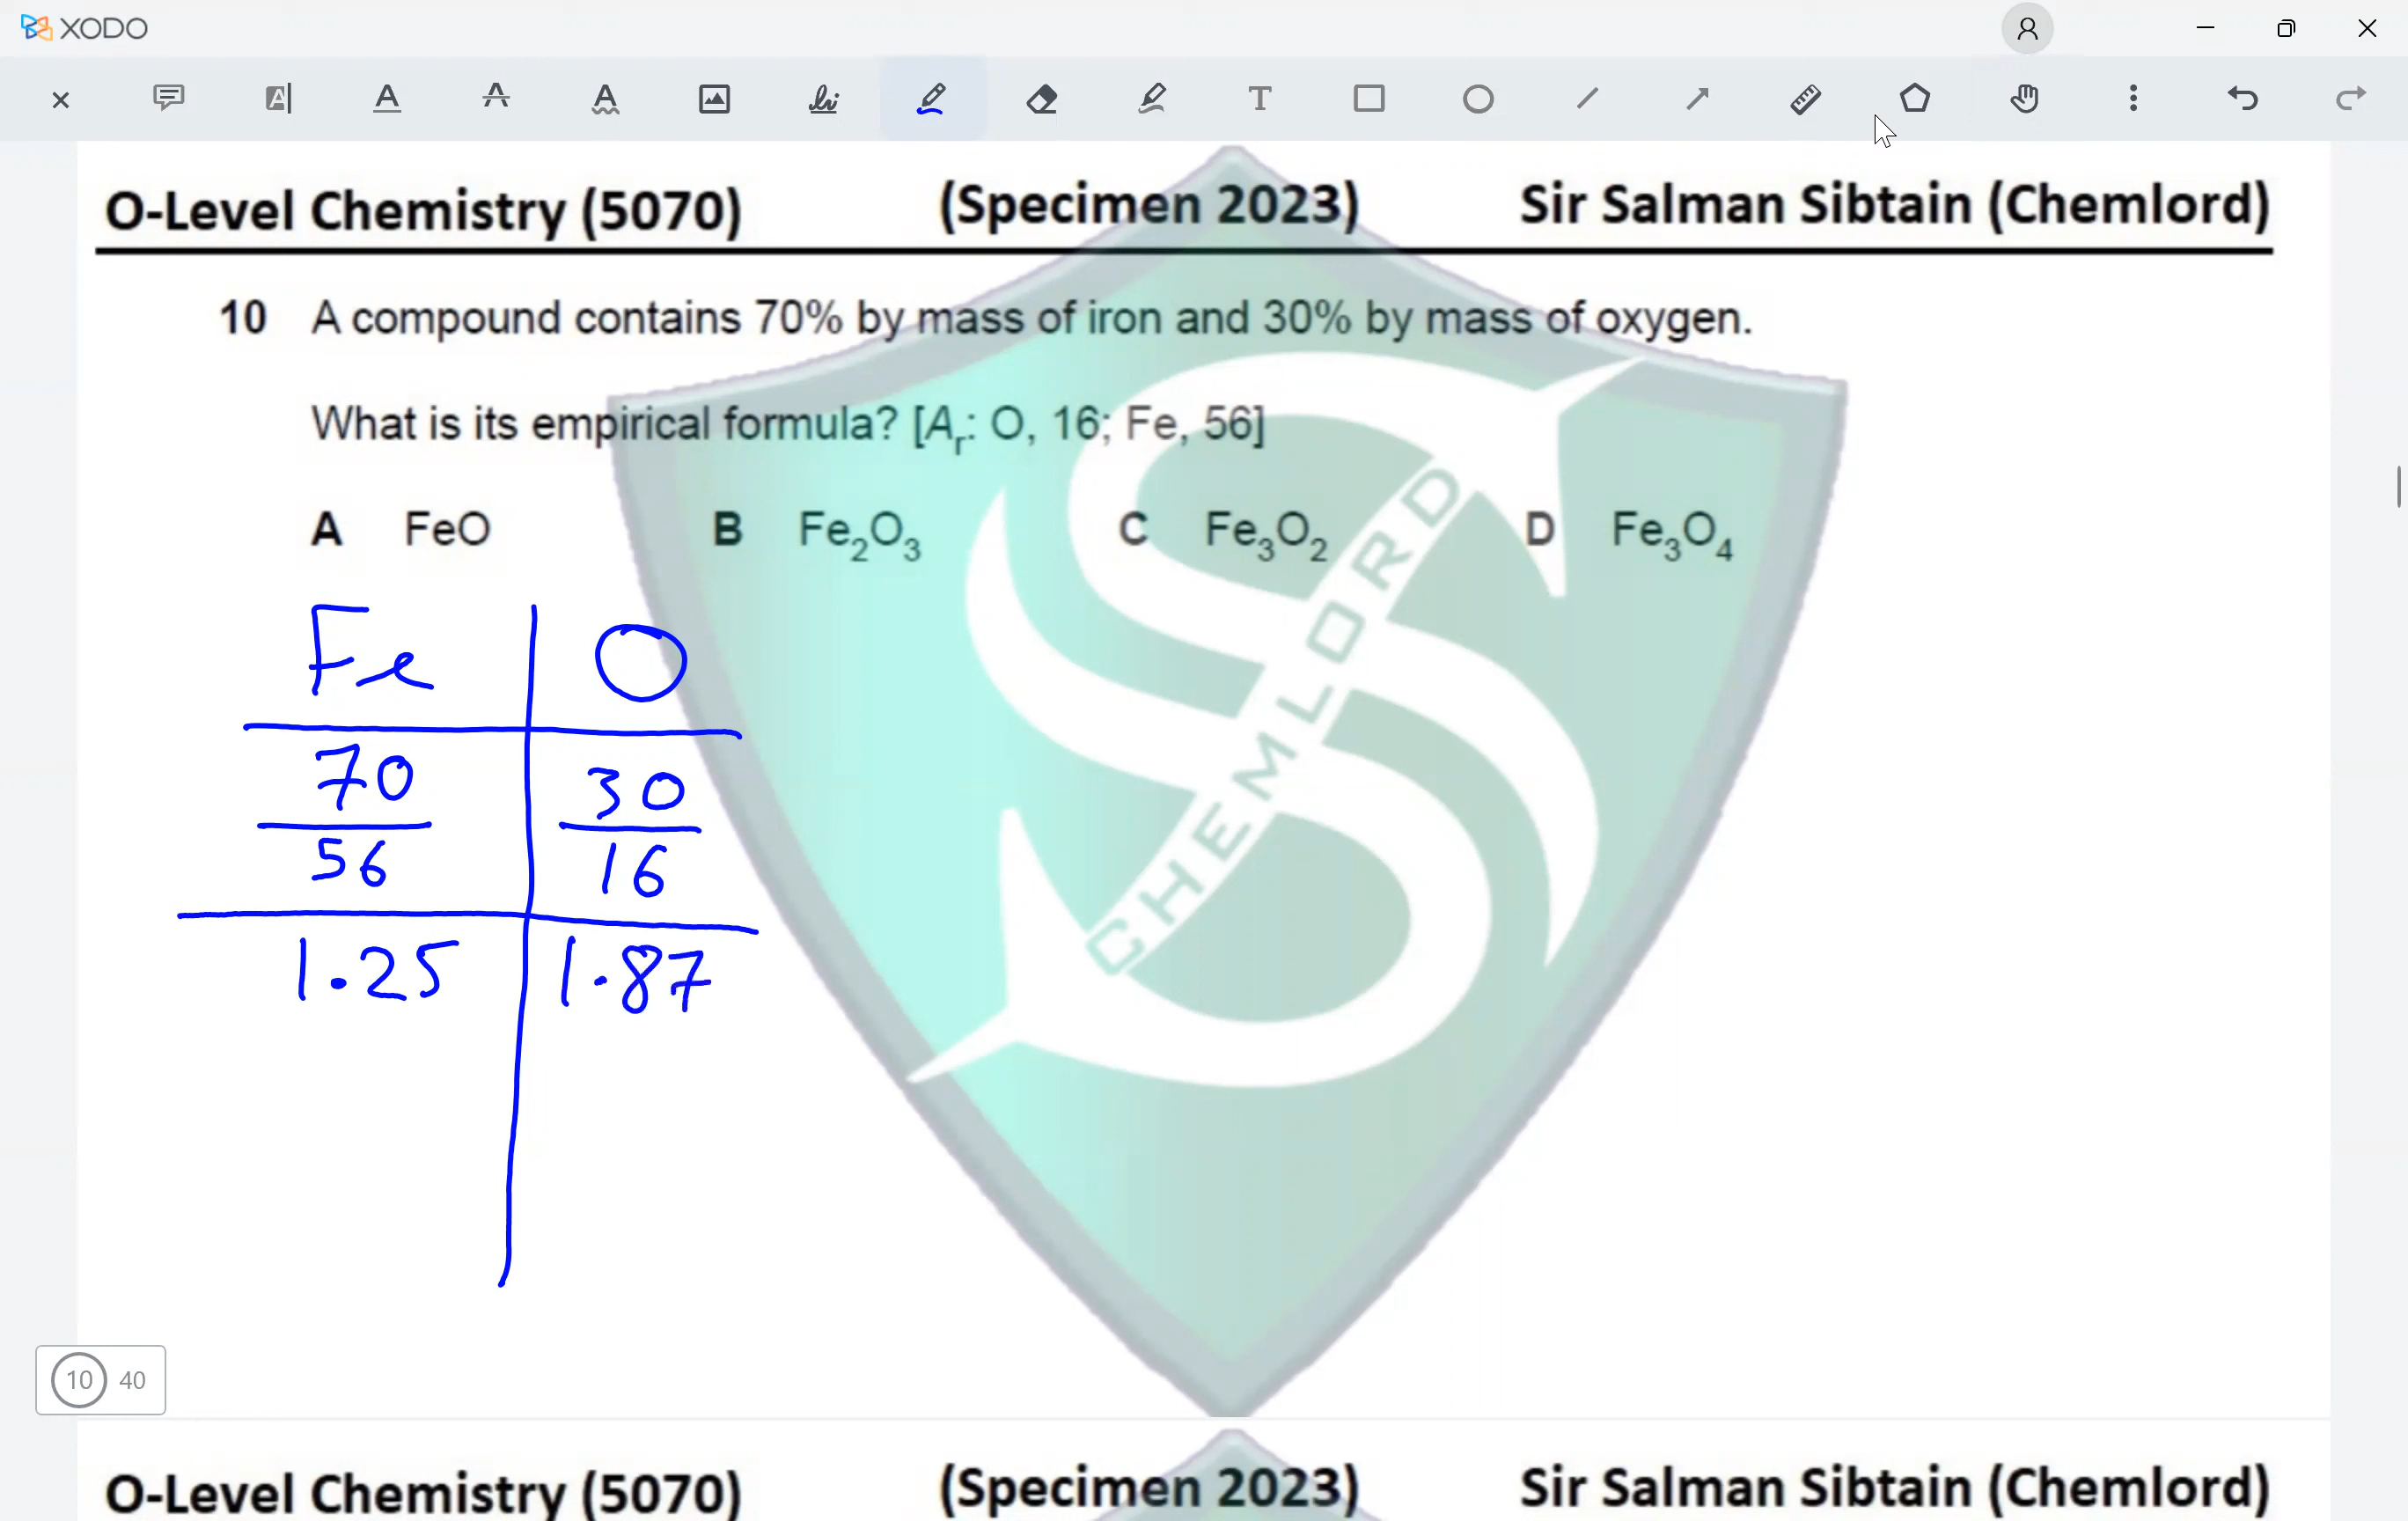 XODO
O-Level Chemistry (5070) (Specimen 2023) Sir Salman Sibtain (Chemlord)
10 A compound contains 70% by mass of iron and 30% by mass of oxygen.
What is its empirical formula? [Aᵣ: O, 16; Fe, 56]
A FeO B Fe₂O₃ C Fe₃O₂ D Fe₃O₄
CHEMLORD
Fe O
70 30
56 16
1.25 1.87
10 40
O-Level Chemistry (5070) (Specimen 2023) Sir Salman Sibtain (Chemlord)